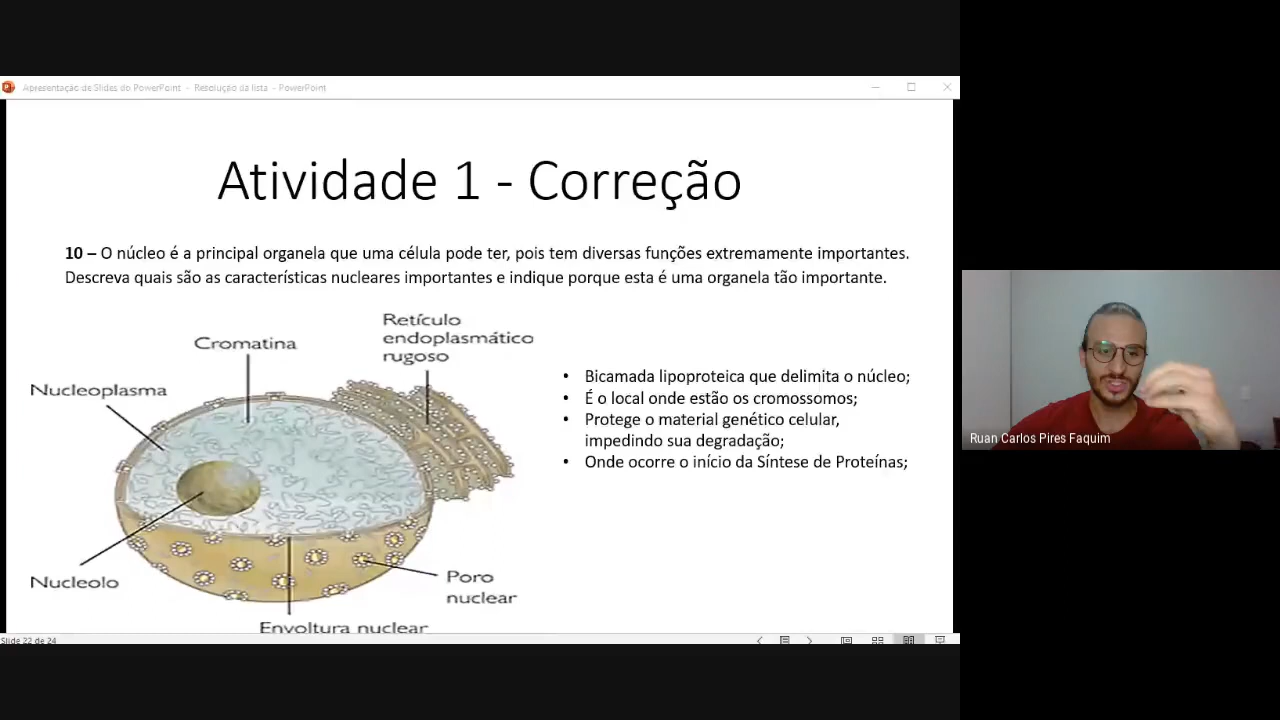 Apresentação de Slides do PowerPoint - Resolução da lista - PowerPoint
Atividade 1 - Correção
10 – O núcleo é a principal organela que uma célula pode ter, pois tem diversas funções extremamente importantes.
Descreva quais são as características nucleares importantes e indique porque esta é uma organela tão importante.
Retículo
endoplasmático
rugoso
Cromatina
Nucleoplasma
• Bicamada lipoproteica que delimita o núcleo;
• É o local onde estão os cromossomos;
• Protege o material genético celular,
impedindo sua degradação;
• Onde ocorre o início da Síntese de Proteínas;
Nucleolo
Poro
nuclear
Envoltura nuclear
Slide 22 de 24
Ruan Carlos Pires Faquim